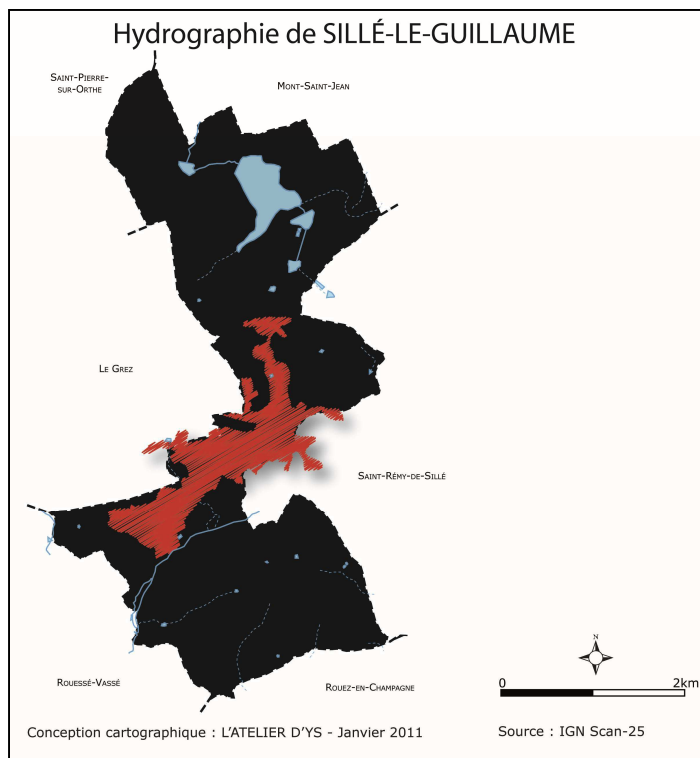 Hydrographie de SILLÉ-LE-GUILLAUME
SAINT-PIERRE-
SUR-ORTHE
MONT-SAINT-JEAN
LE GREZ
SAINT-RÉMY-DE-SILLÉ
ROUESSÉ-VASSÉ
ROUEZ-EN-CHAMPAGNE
N
0 2km
Conception cartographique : L'ATELIER D'YS - Janvier 2011
Source : IGN Scan-25